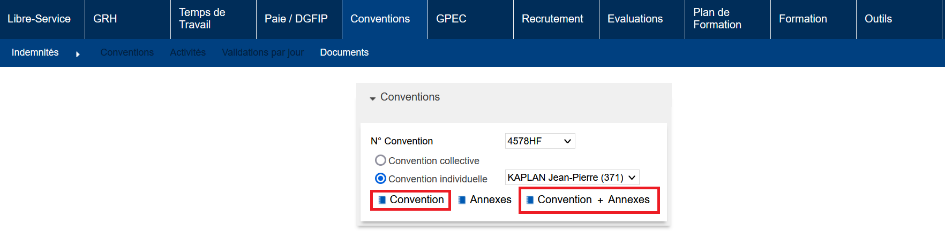 Libre-Service GRH Temps de Travail Paie / DGFIP Conventions GPEC Recrutement Evaluations Plan de Formation Formation Outils
Indemnités Conventions Activités Validations par jour Documents
Conventions
N° Convention 4578HF
Convention collective
Convention individuelle KAPLAN Jean-Pierre (371)
Convention Annexes Convention + Annexes